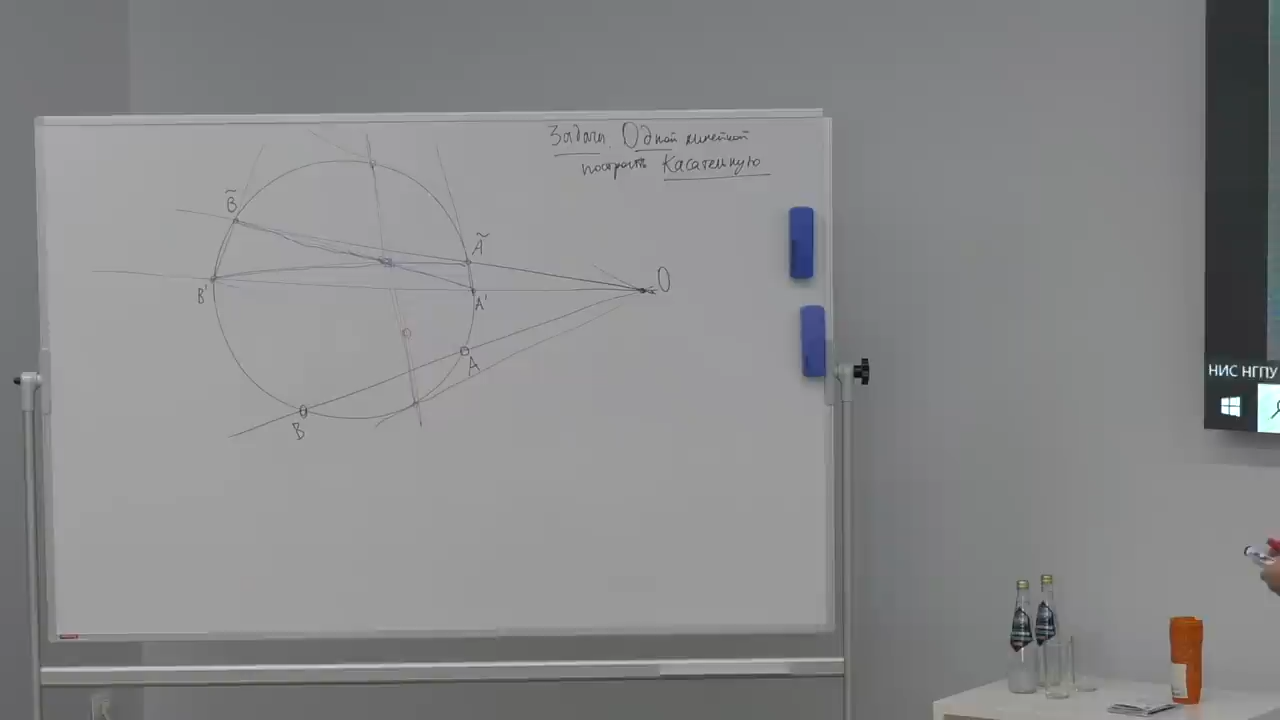 Задача. Одной линейкой
построить Касательную
B̃
Ã
O
B'
A'
A
B
НИС НГПУ